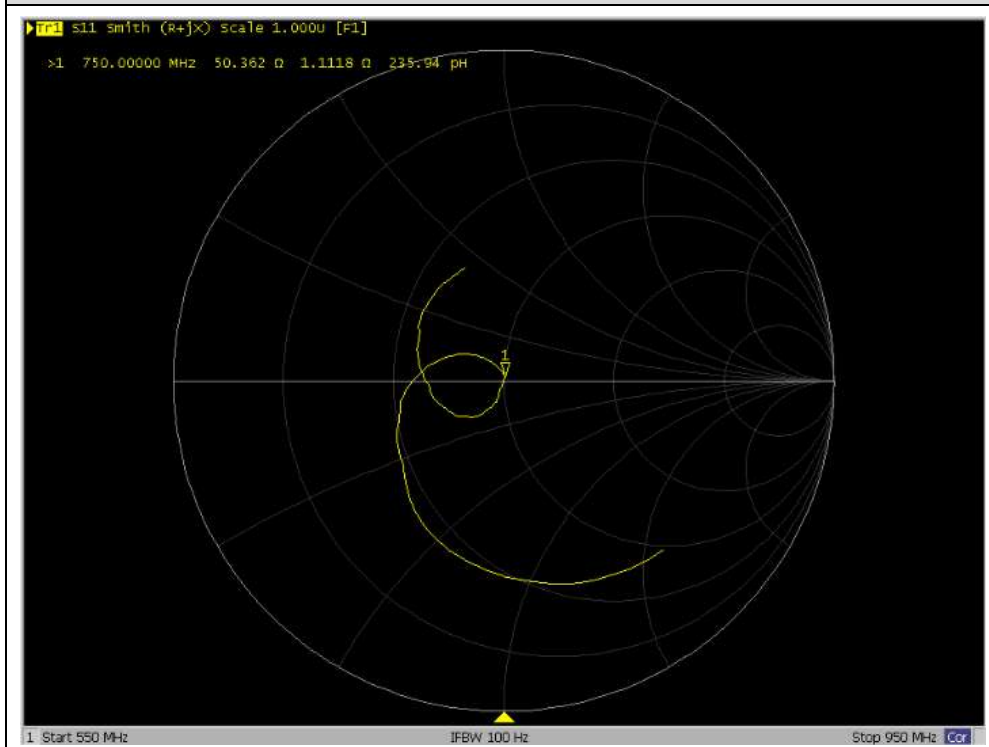 Tr1 S11 Smith (R+jX) Scale 1.000U [F1]
>1 750.00000 MHz 50.362 Ω 1.1118 Ω 235.94 pH
1
1 Start 550 MHz IFBW 100 Hz Stop 950 MHz Cor